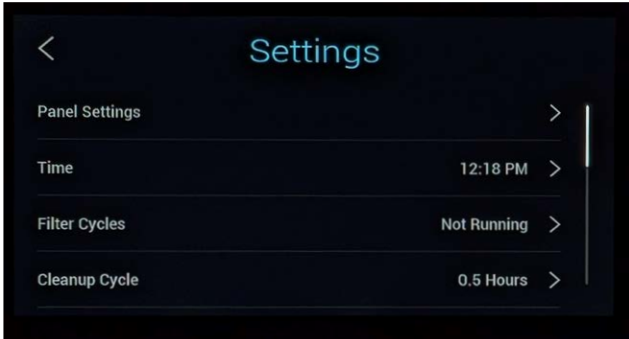 Settings
Panel Settings
Time 12:18 PM
Filter Cycles Not Running
Cleanup Cycle 0.5 Hours